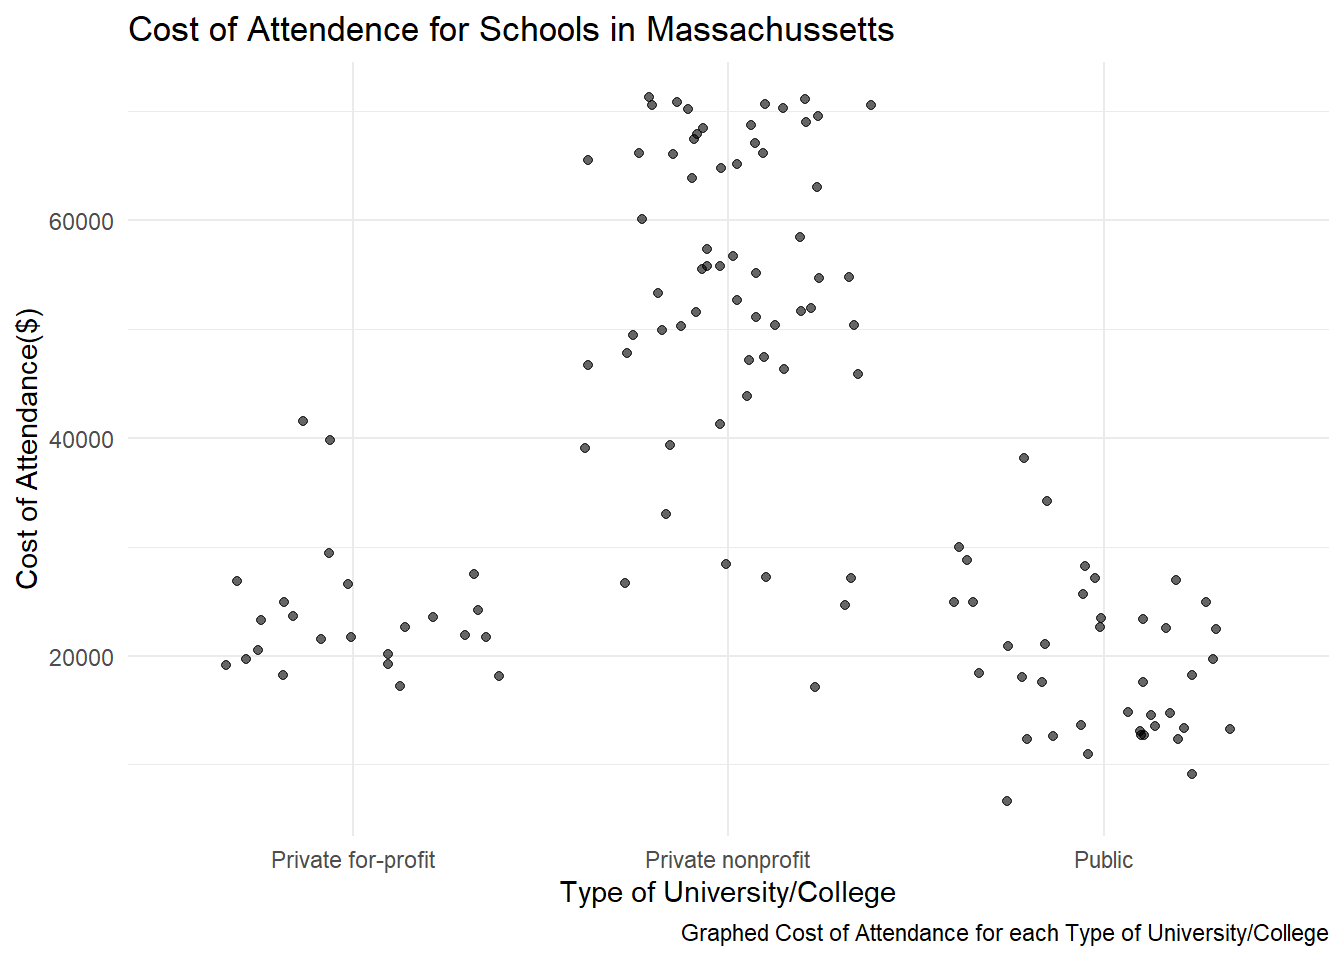 Cost of Attendence for Schools in Massachussetts
Cost of Attendance($)
60000
40000
20000
Private for-profit
Private nonprofit
Public
Type of University/College
Graphed Cost of Attendance for each Type of University/College